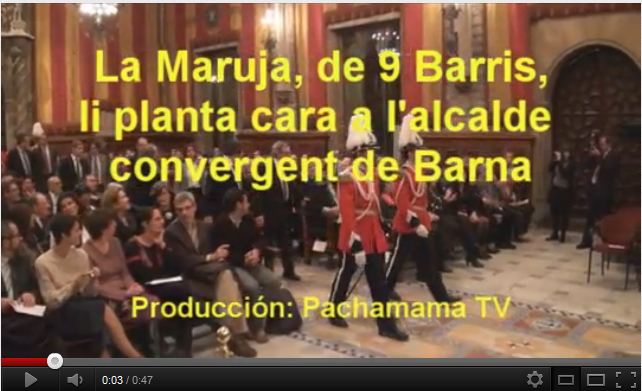 La Maruja, de 9 Barris,
li planta cara a l'alcalde
convergent de Barna
Producción: Pachamama TV
0:03 / 0:47